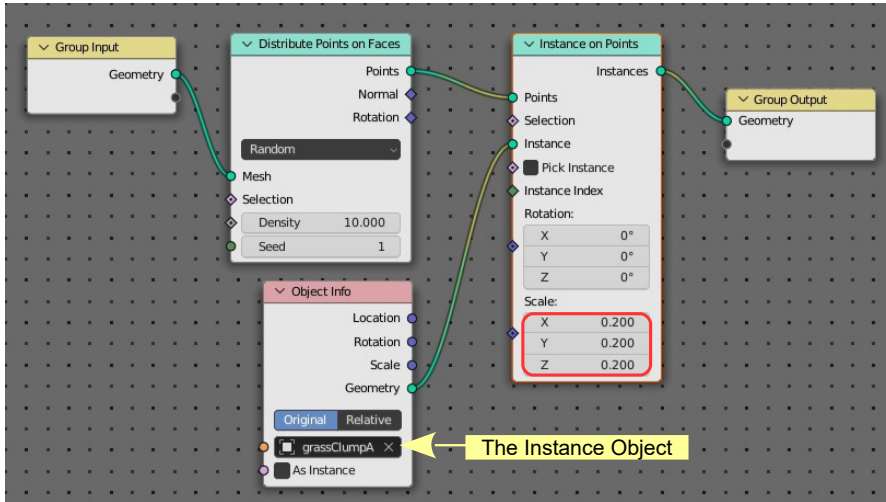 Group Input
Geometry
Distribute Points on Faces
Points
Normal
Rotation
Random
Mesh
Selection
Density 10.000
Seed 1
Object Info
Location
Rotation
Scale
Geometry
Original Relative
grassClumpA
As Instance
The Instance Object
Instance on Points
Instances
Points
Selection
Instance
Pick Instance
Instance Index
Rotation:
X 0°
Y 0°
Z 0°
Scale:
X 0.200
Y 0.200
Z 0.200
Group Output
Geometry